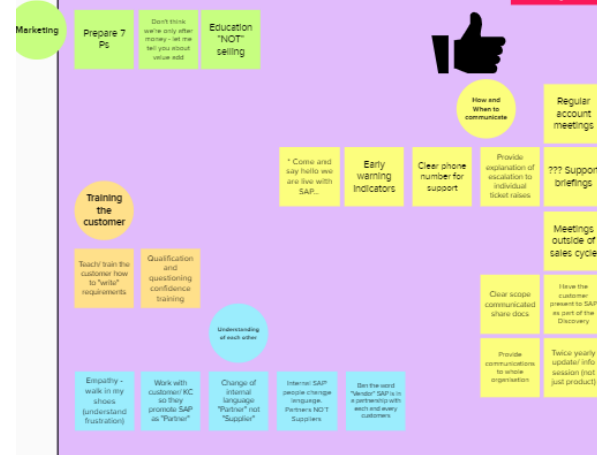 Marketing
Prepare 7
Ps
Don't think
we're only after
money - let me
tell you about
value add
Education
"NOT"
selling
How and
When to
communicate
Regular
account
meetings
" Come and
say hello we
are live with
SAP...
Early
warning
indicators
Clear phone
number for
support
Provide
explanation of
escalation to
individual
ticket raises
??? Support
briefings
Training
the
customer
Meetings
outside of
sales cycle
Teach/ train the
customer how
to "write"
requirements
Qualification
and
questioning
confidence
training
Clear scope
communicated
share docs
Have the
customer
present to SAP
as part of the
Discovery
Understanding
of each other
Provide
communications
to whole
organisation
Twice yearly
update/ info
session (not
just product)
Empathy -
walk in my
shoes
(understand
frustration)
Work with
customer/ KC
so they
promote SAP
as "Partner"
Change of
internal
language
"Partner" not
"Supplier"
Internal SAP
people change
language.
Partners NOT
Suppliers
Ban the word
"Vendor" SAP is in
a partnership with
each and every
customers